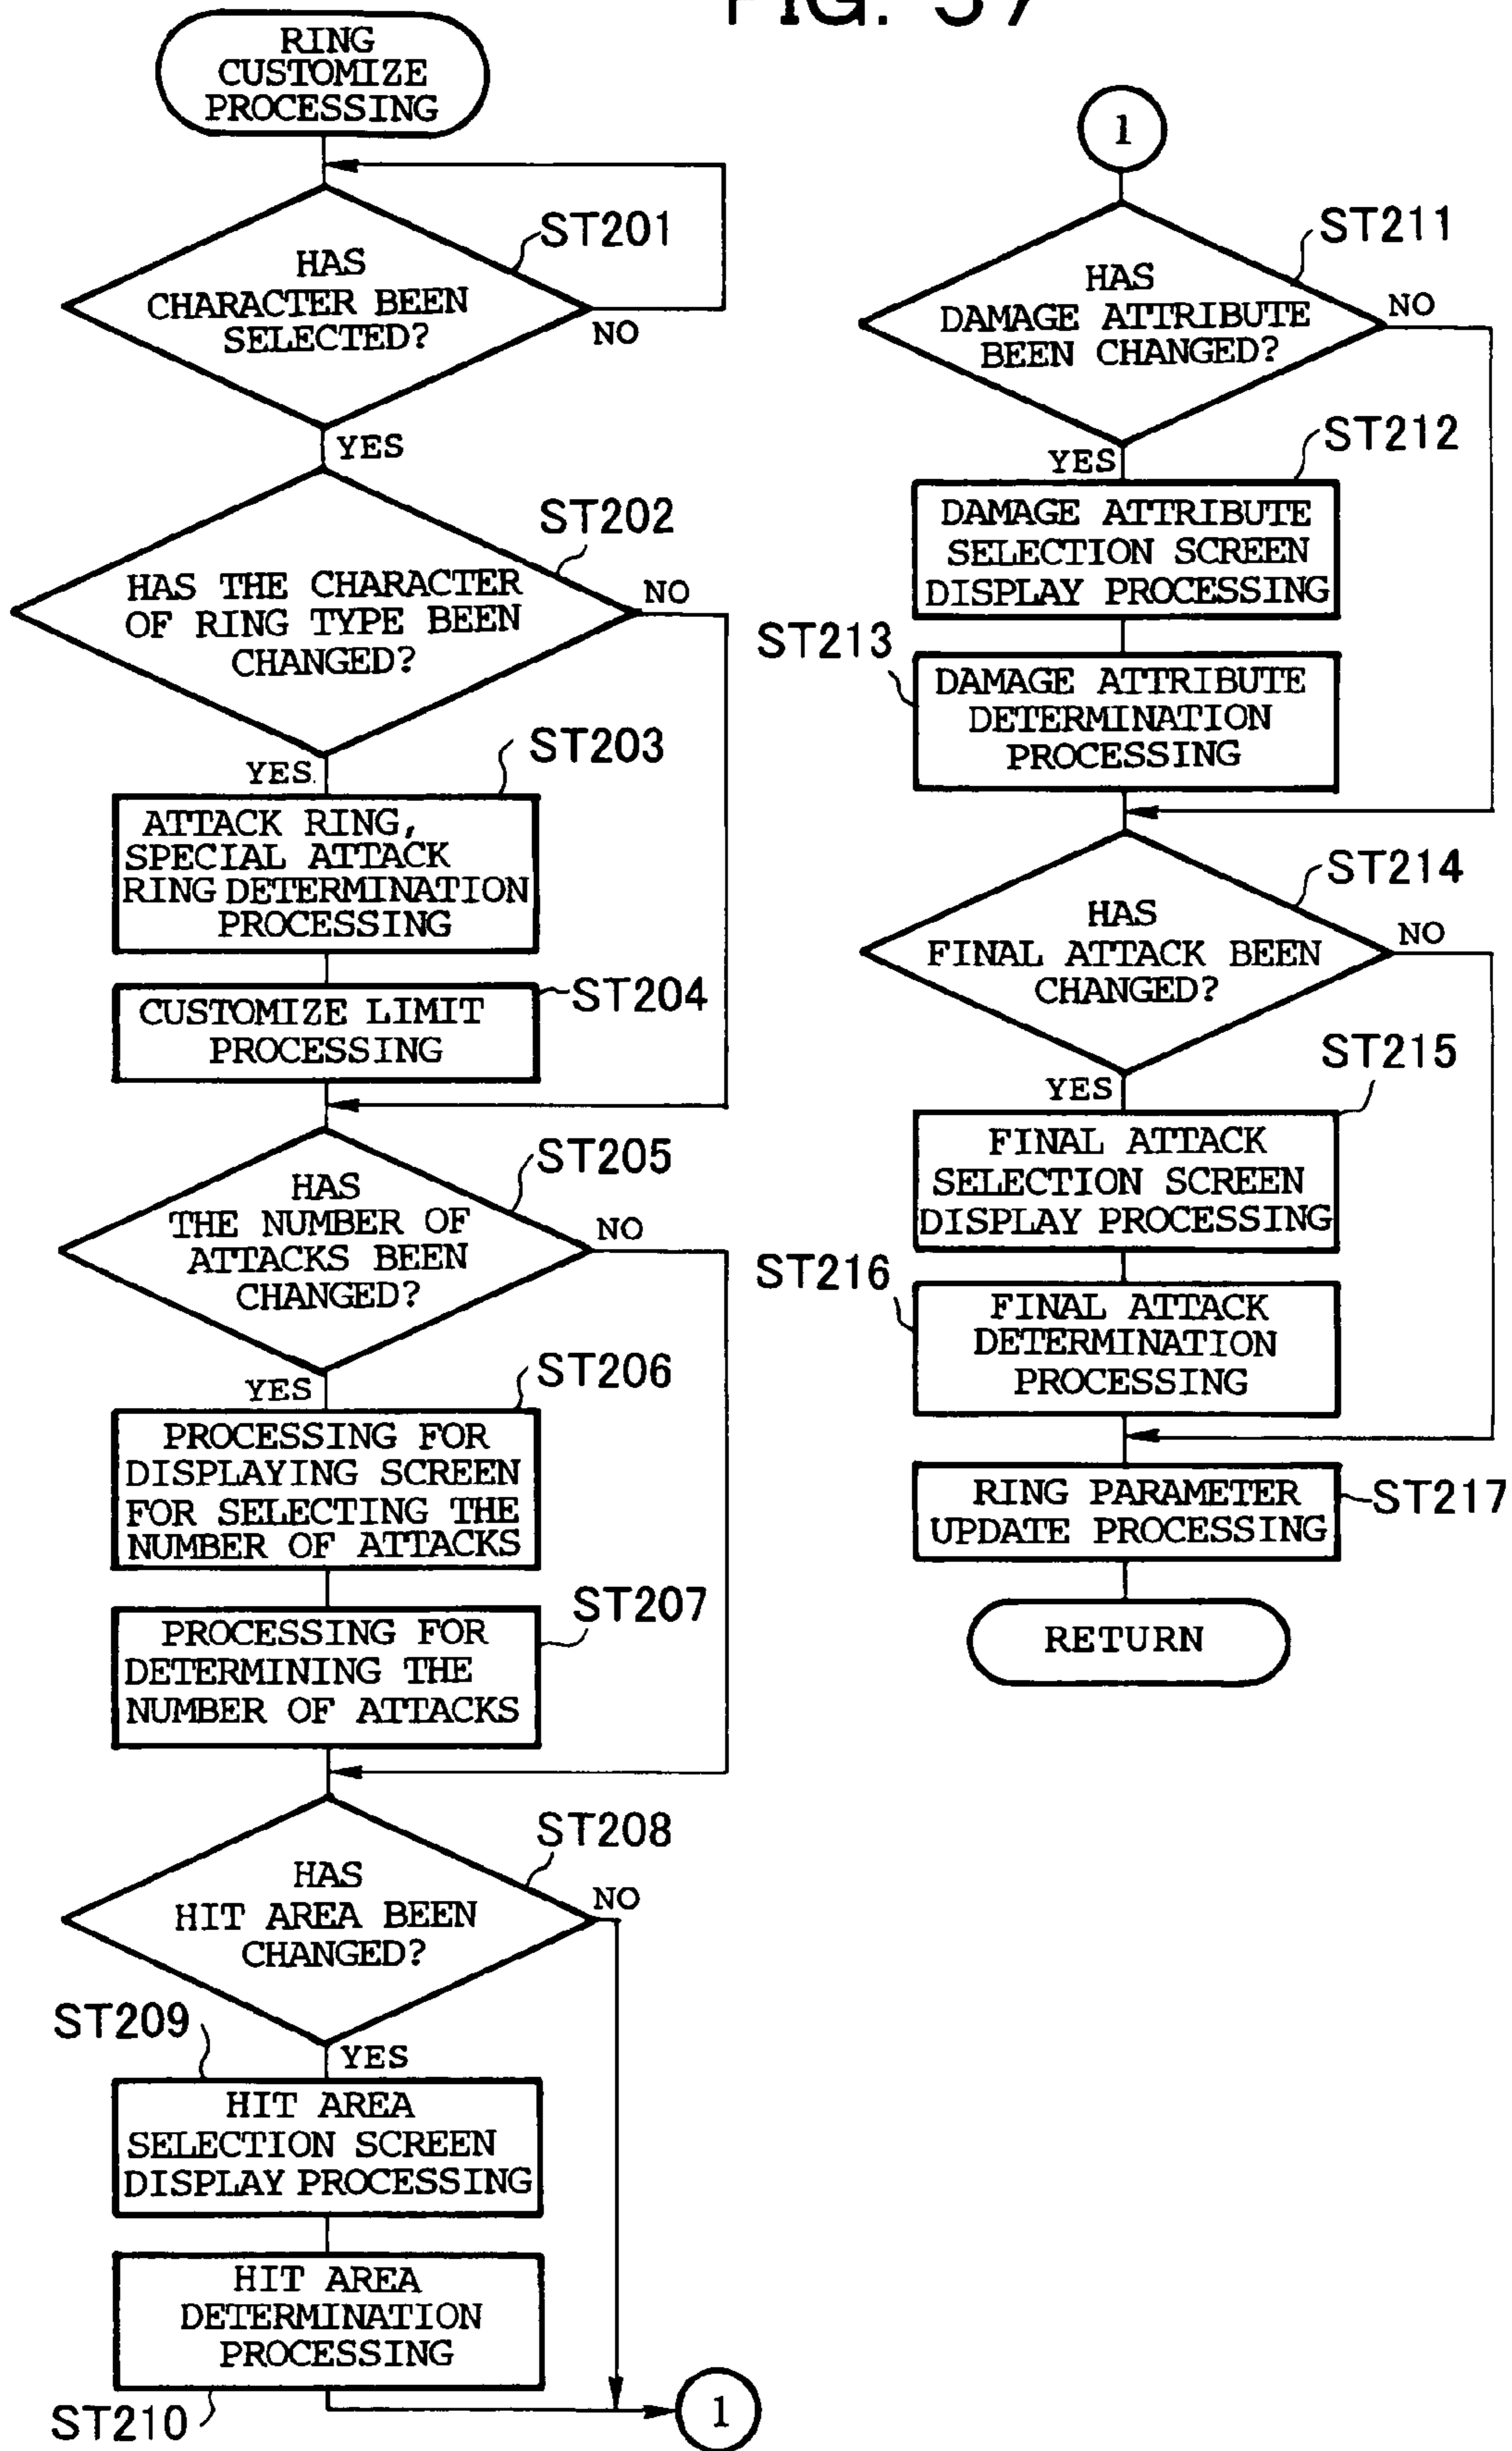 FIG. 37
RING
CUSTOMIZE
PROCESSING
ST201
HAS
CHARACTER BEEN
SELECTED?
NO
YES
ST202
HAS THE CHARACTER
OF RING TYPE BEEN
CHANGED?
NO
YES
ST203
ATTACK RING,
SPECIAL ATTACK
RING DETERMINATION
PROCESSING
ST204
CUSTOMIZE LIMIT
PROCESSING
ST205
HAS
THE NUMBER OF
ATTACKS BEEN
CHANGED?
NO
YES
ST206
PROCESSING FOR
DISPLAYING SCREEN
FOR SELECTING THE
NUMBER OF ATTACKS
ST207
PROCESSING FOR
DETERMINING THE
NUMBER OF ATTACKS
ST208
HAS
HIT AREA BEEN
CHANGED?
NO
ST209
YES
HIT AREA
SELECTION SCREEN
DISPLAY PROCESSING
HIT AREA
DETERMINATION
PROCESSING
ST210
1
1
ST211
HAS
DAMAGE ATTRIBUTE
BEEN CHANGED?
NO
ST212
YES
DAMAGE ATTRIBUTE
SELECTION SCREEN
DISPLAY PROCESSING
ST213
DAMAGE ATTRIBUTE
DETERMINATION
PROCESSING
ST214
HAS
FINAL ATTACK BEEN
CHANGED?
NO
ST215
YES
FINAL ATTACK
SELECTION SCREEN
DISPLAY PROCESSING
ST216
FINAL ATTACK
DETERMINATION
PROCESSING
RING PARAMETER
UPDATE PROCESSING
ST217
RETURN